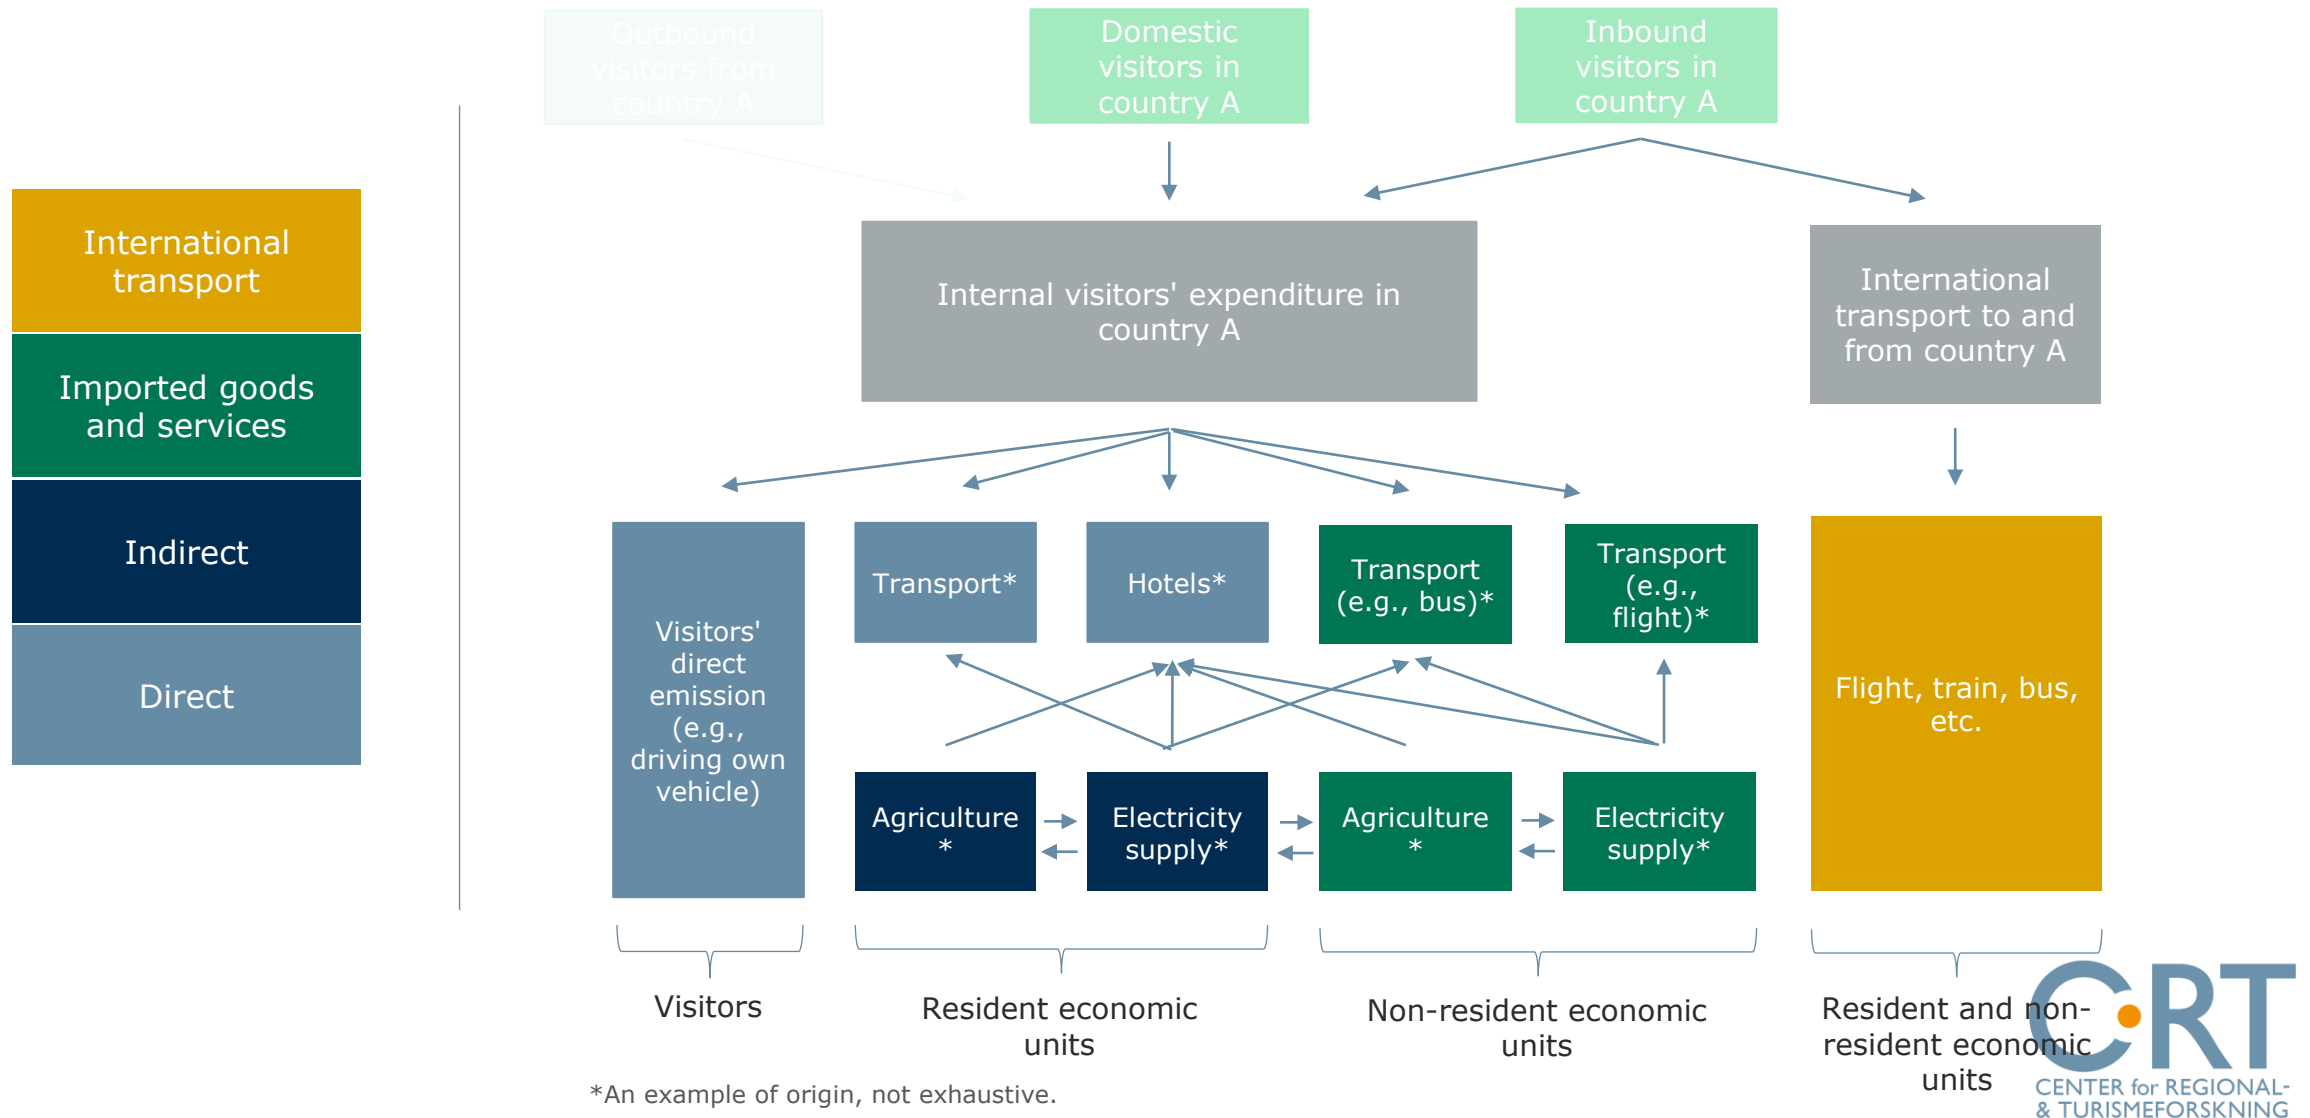 Outbound
visitors from
country A
Domestic
visitors in
country A
Inbound
visitors in
country A
International
transport
Imported goods
and services
Indirect
Direct
Internal visitors' expenditure in
country A
International
transport to and
from country A
Visitors'
direct
emission
(e.g.,
driving own
vehicle)
Transport*
Hotels*
Transport
(e.g., bus)*
Transport
(e.g.,
flight)*
Flight, train, bus,
etc.
Agriculture
*
Electricity
supply*
Agriculture
*
Electricity
supply*
Visitors
Resident economic
units
Non-resident economic
units
Resident and non-
resident economic
units
*An example of origin, not exhaustive.
CRT
CENTER for REGIONAL-
& TURISMEFORSKNING